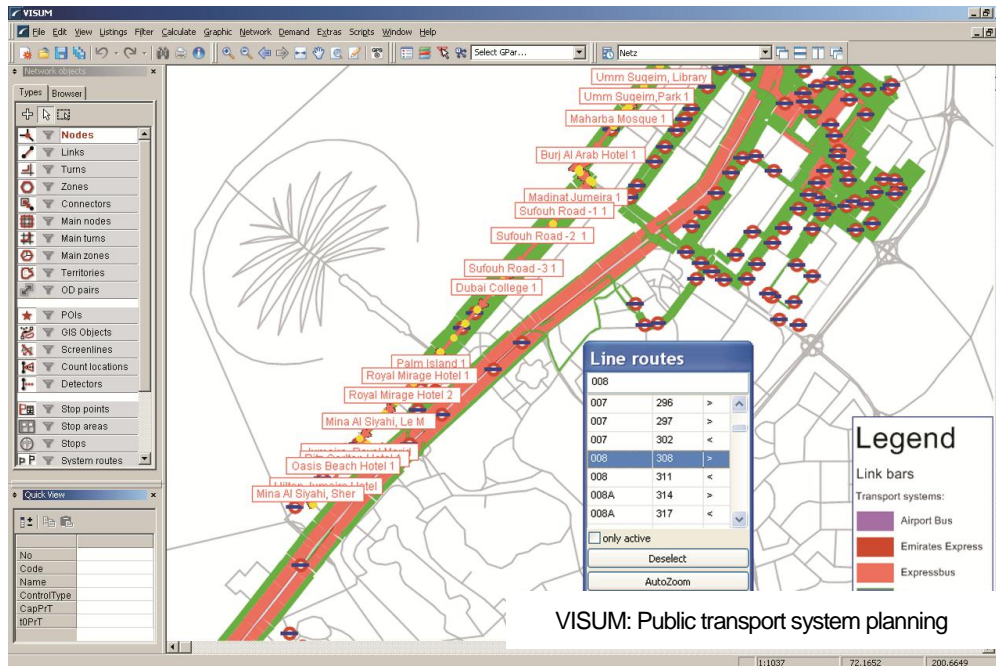 VISUM
File Edit View Listings Filter Calculate Graphic Network Demand Extras Scripts Window Help
Select GPar...
Netz
Network objects
Types Browser
Nodes
Links
Turns
Zones
Connectors
Main nodes
Main turns
Main zones
Territories
OD pairs
POIs
GIS Objects
Screenlines
Count locations
Detectors
Stop points
Stop areas
Stops
System routes
Quick View
No
Code
Name
ControlType
CapPrT
t0PrT
Umm Suqeim, Library
Umm Suqeim,Park 1
Maharba Mosque 1
Burj Al Arab Hotel 1
Madinat Jumeira 1
Sufouh Road -1 1
Sufouh Road -2 1
Sufouh Road -3 1
Dubai College 1
Palm Island 1
Royal Mirage Hotel 1
Royal Mirage Hotel 2
Mina Al Siyahi, Le M
Oasis Beach Hotel 1
Mina Al Siyahi, Sher
Line routes
008
007 296 >
007 297 >
007 302 <
008 308 >
008 311 <
008A 314 >
008A 317 <
only active
Deselect
AutoZoom
Legend
Link bars
Transport systems:
Airport Bus
Emirates Express
Expressbus
VISUM: Public transport system planning
1:1037 72.1652 200.6649